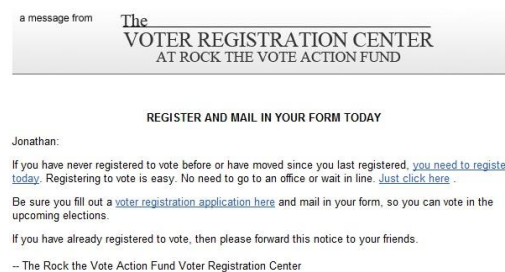 a message from
The
VOTER REGISTRATION CENTER
AT ROCK THE VOTE ACTION FUND
REGISTER AND MAIL IN YOUR FORM TODAY
Jonathan:
If you have never registered to vote before or have moved since you last registered, you need to registe
today. Registering to vote is easy. No need to go to an office or wait in line. Just click here .
Be sure you fill out a voter registration application here and mail in your form, so you can vote in the
upcoming elections.
If you have already registered to vote, then please forward this notice to your friends.
-- The Rock the Vote Action Fund Voter Registration Center